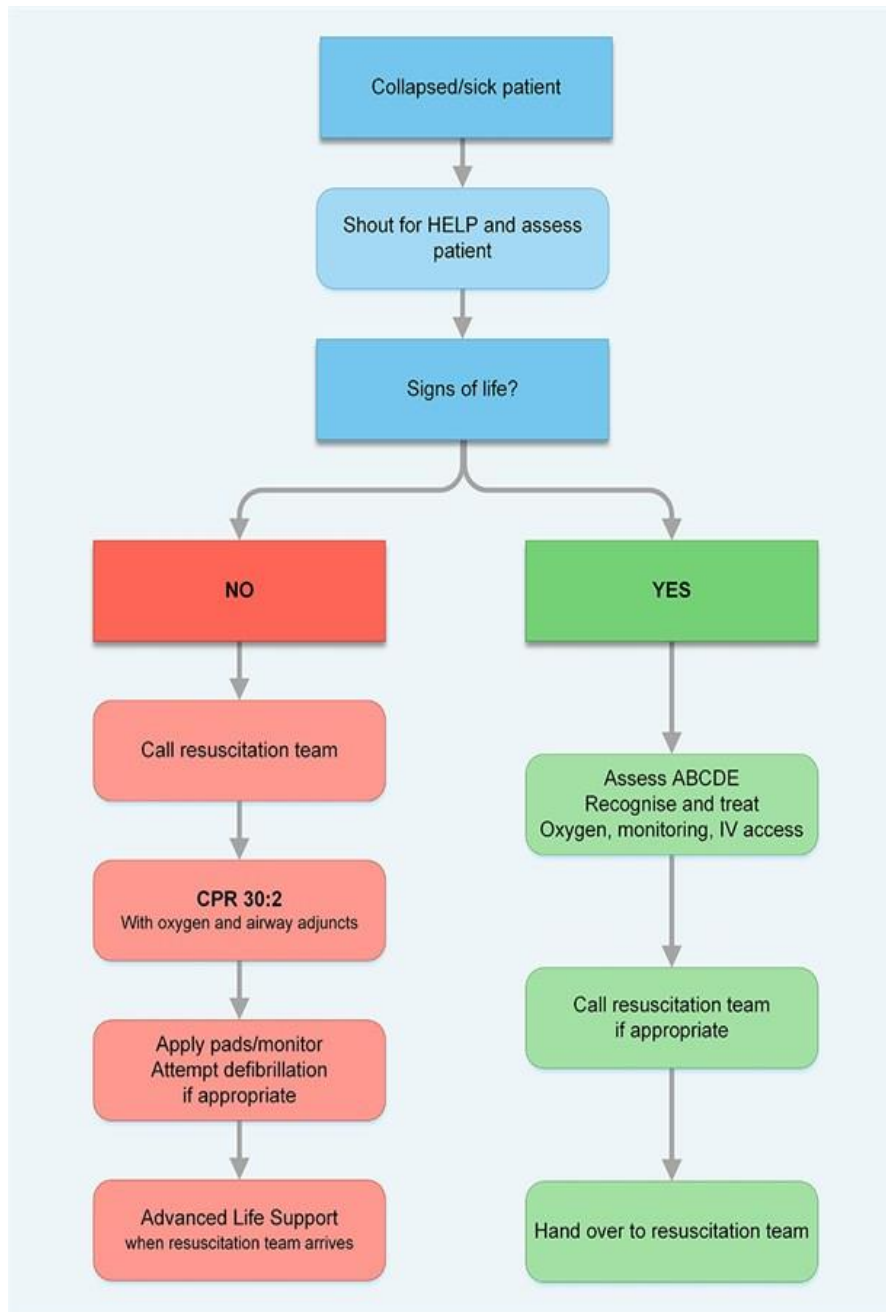 Collapsed/sick patient
Shout for HELP and assess
patient
Signs of life?
NO
Call resuscitation team
CPR 30:2
With oxygen and airway adjuncts
Apply pads/monitor
Attempt defibrillation
if appropriate
Advanced Life Support
when resuscitation team arrives
YES
Assess ABCDE
Recognise and treat
Oxygen, monitoring, IV access
Call resuscitation team
if appropriate
Hand over to resuscitation team